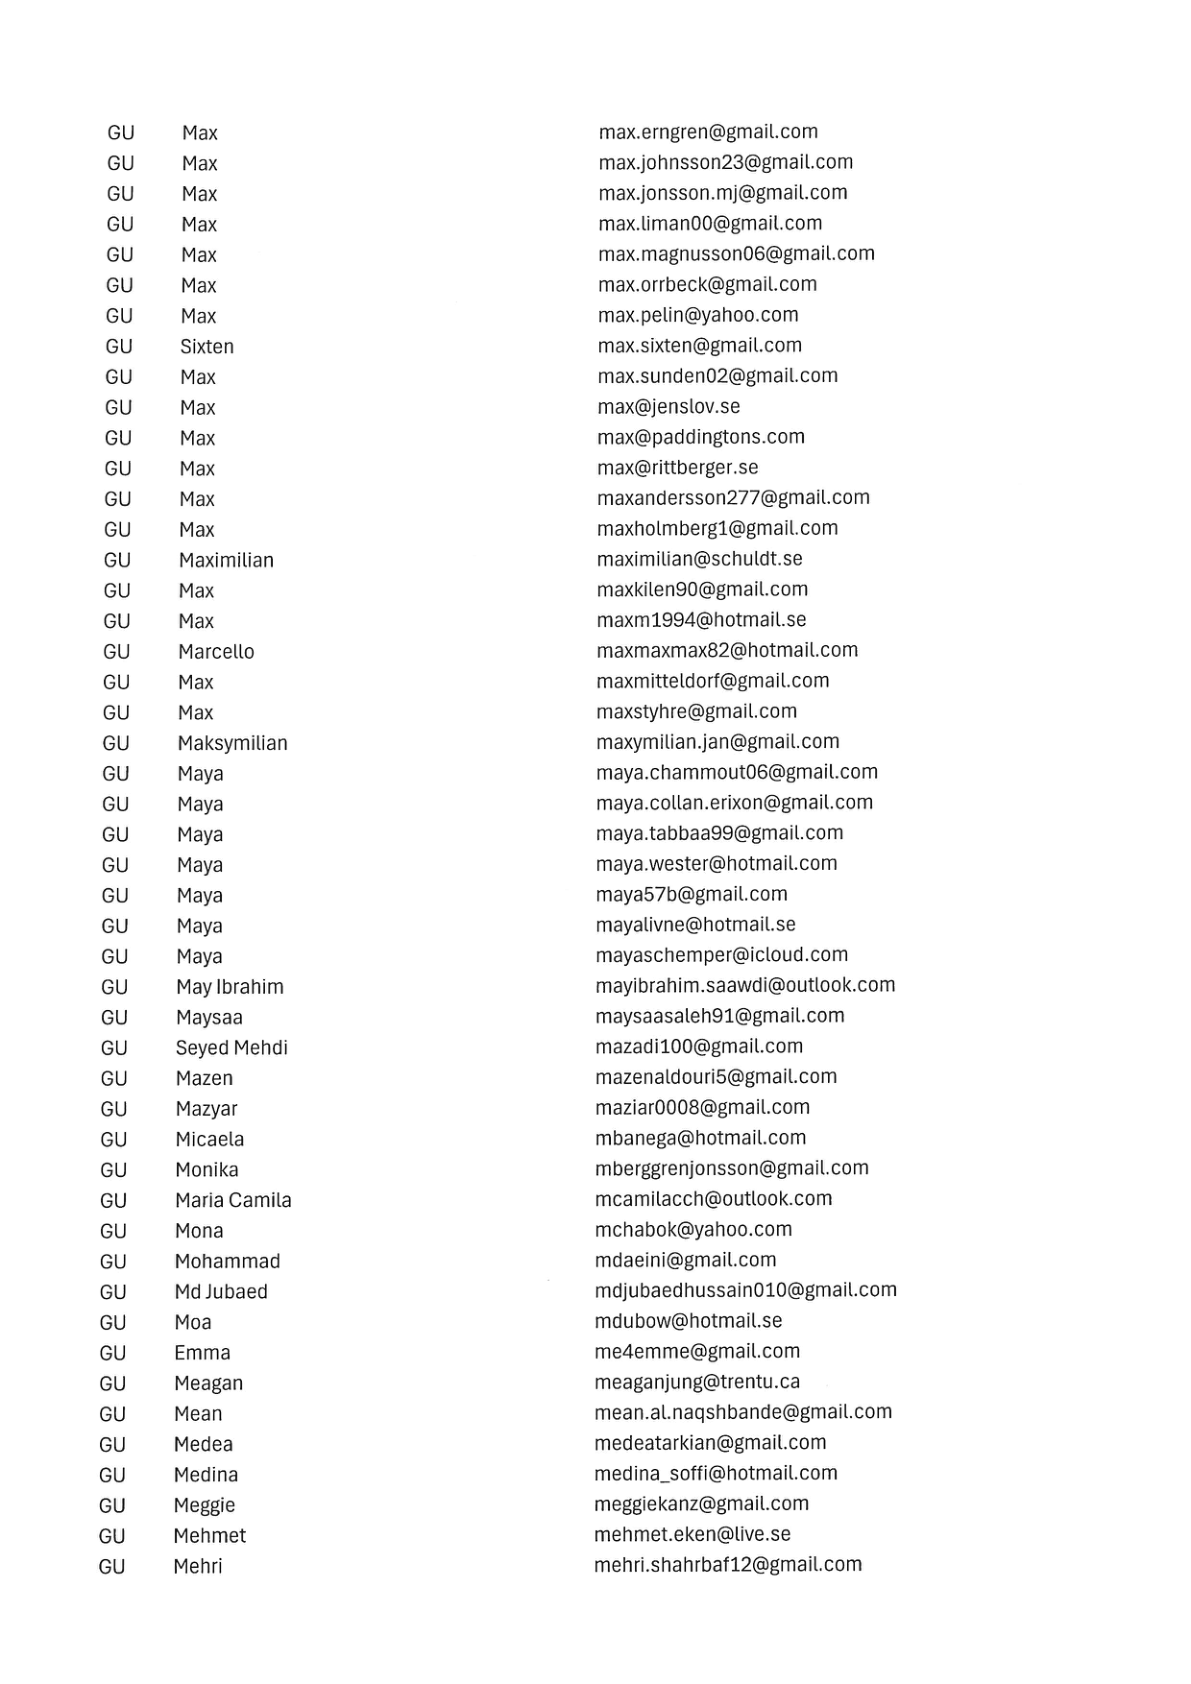 GU Max max.erngren@gmail.com
GU Max max.johnsson23@gmail.com
GU Max max.jonsson.mj@gmail.com
GU Max max.liman00@gmail.com
GU Max max.magnusson06@gmail.com
GU Max max.orrbeck@gmail.com
GU Max max.pelin@yahoo.com
GU Sixten max.sixten@gmail.com
GU Max max.sunden02@gmail.com
GU Max max@jenslov.se
GU Max max@paddingtons.com
GU Max max@rittberger.se
GU Max maxandersson277@gmail.com
GU Max maxholmberg1@gmail.com
GU Maximilian maximilian@schuldt.se
GU Max maxkilen90@gmail.com
GU Max maxm1994@hotmail.se
GU Marcello maxmaxmax82@hotmail.com
GU Max maxmitteldorf@gmail.com
GU Max maxstyhre@gmail.com
GU Maksymilian maxymilian.jan@gmail.com
GU Maya maya.chammout06@gmail.com
GU Maya maya.collan.erixon@gmail.com
GU Maya maya.tabbaa99@gmail.com
GU Maya maya.wester@hotmail.com
GU Maya maya57b@gmail.com
GU Maya mayalivne@hotmail.se
GU Maya mayaschemper@icloud.com
GU May Ibrahim mayibrahim.saawdi@outlook.com
GU Maysaa maysaasaleh91@gmail.com
GU Seyed Mehdi mazadi100@gmail.com
GU Mazen mazenaldouri5@gmail.com
GU Mazyar maziar0008@gmail.com
GU Micaela mbanega@hotmail.com
GU Monika mberggrenjonsson@gmail.com
GU Maria Camila mcamilacch@outlook.com
GU Mona mchabok@yahoo.com
GU Mohammad mdaeini@gmail.com
GU Md Jubaed mdjubaedhussain010@gmail.com
GU Moa mdubow@hotmail.se
GU Emma me4emme@gmail.com
GU Meagan meaganjung@trentu.ca
GU Mean mean.al.naqshbande@gmail.com
GU Medea medeatarkian@gmail.com
GU Medina medina_soffi@hotmail.com
GU Meggie meggiekanz@gmail.com
GU Mehmet mehmet.eken@live.se
GU Mehri mehri.shahrbaf12@gmail.com